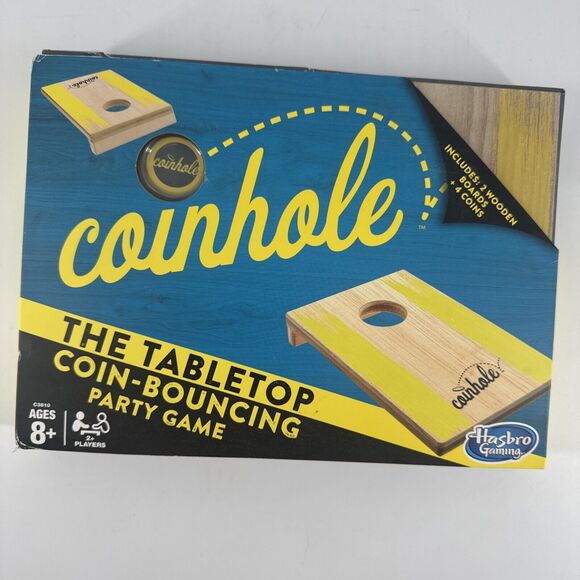 coinhole
coinhole
INCLUDES: 2 WOODEN
BOARDS
+ 4 COINS
coinhole™
THE TABLETOP
COIN-BOUNCING
PARTY GAME
coinhole
C3810
AGES
8+
2+
PLAYERS
Hasbro
Gaming